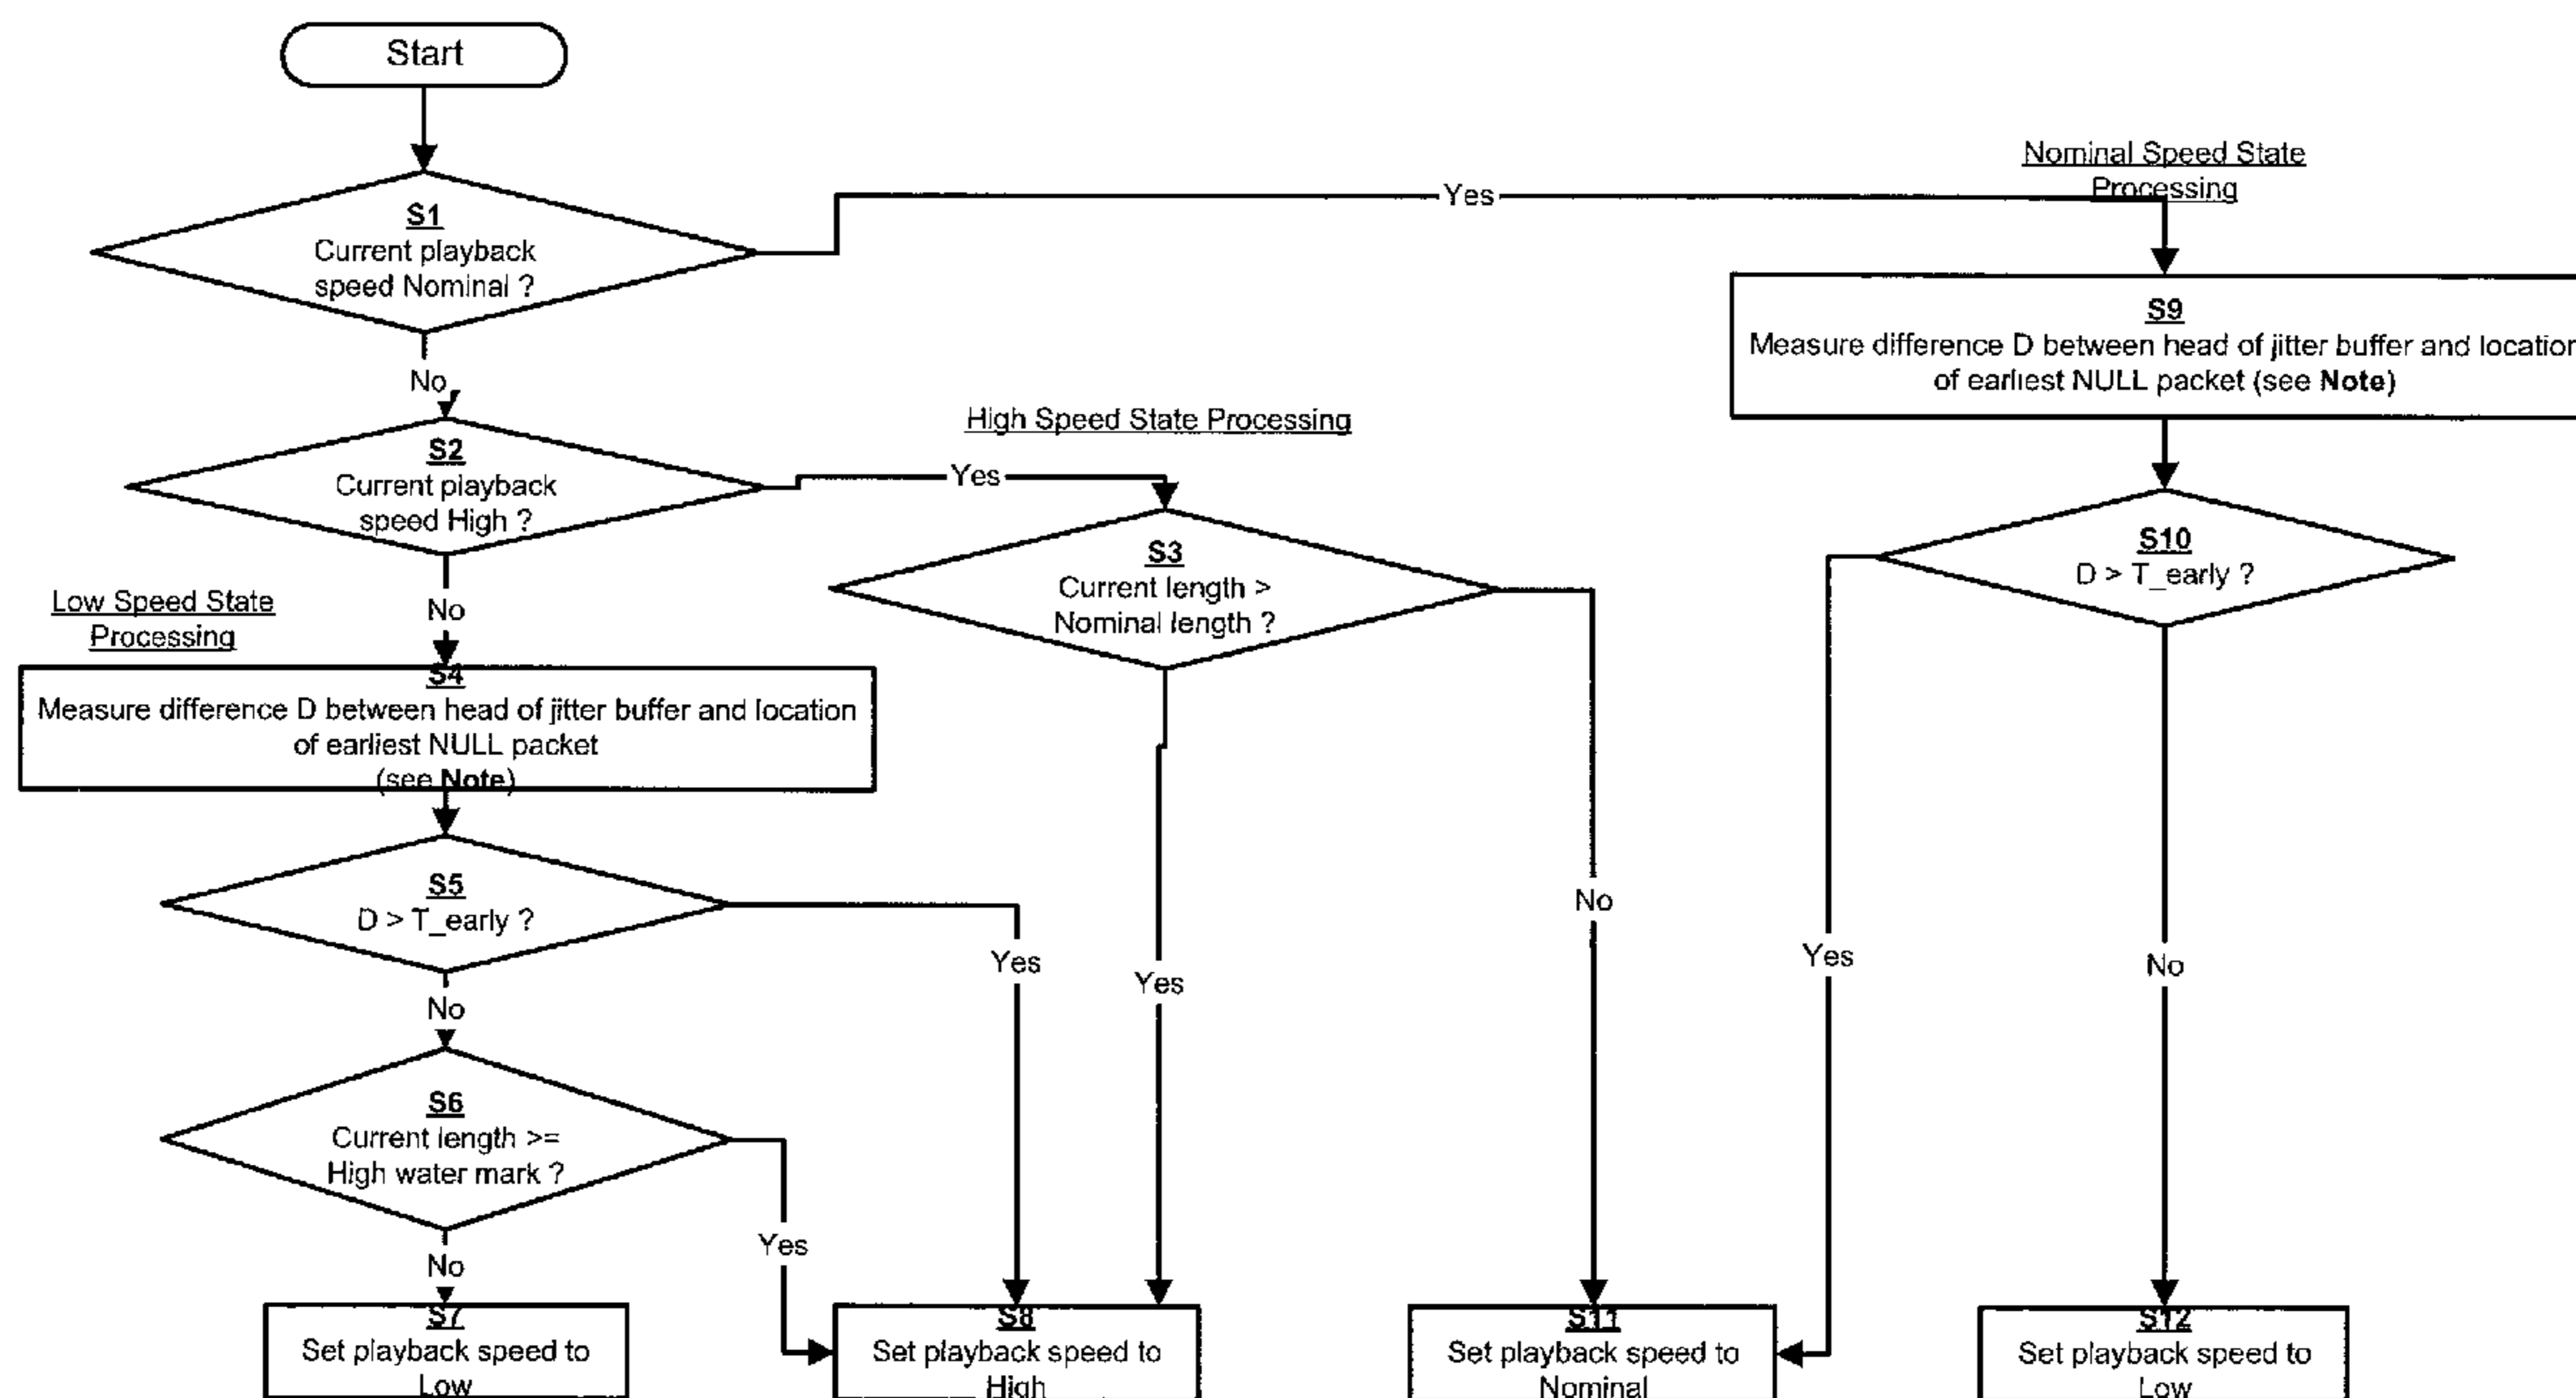 Start
S1
Current playback
speed Nominal ?
Yes
Nominal Speed State
Processing
No
S9
Measure difference D between head of jitter buffer and location
of earliest NULL packet (see Note)
S2
Current playback
speed High ?
Yes
High Speed State Processing
No
S3
Current length >
Nominal length ?
S10
D > T_early ?
Low Speed State
Processing
S4
Measure difference D between head of jitter buffer and location
of earliest NULL packet
(see Note)
S5
D > T_early ?
Yes
Yes
No
Yes
No
No
S6
Current length >=
High water mark ?
Yes
No
S7
Set playback speed to
Low
S8
Set playback speed to
High
S11
Set playback speed to
Nominal
S12
Set playback speed to
Low